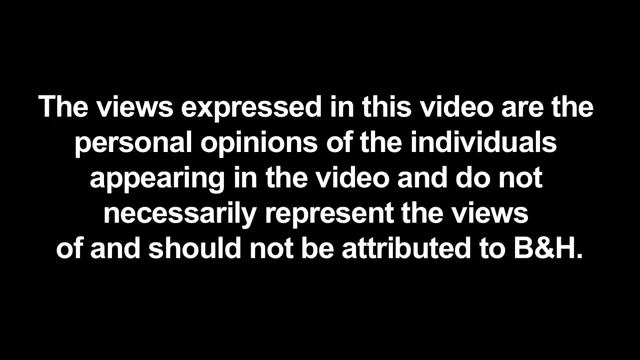 The views expressed in this video are the
personal opinions of the individuals
appearing in the video and do not
necessarily represent the views
of and should not be attributed to B&H.